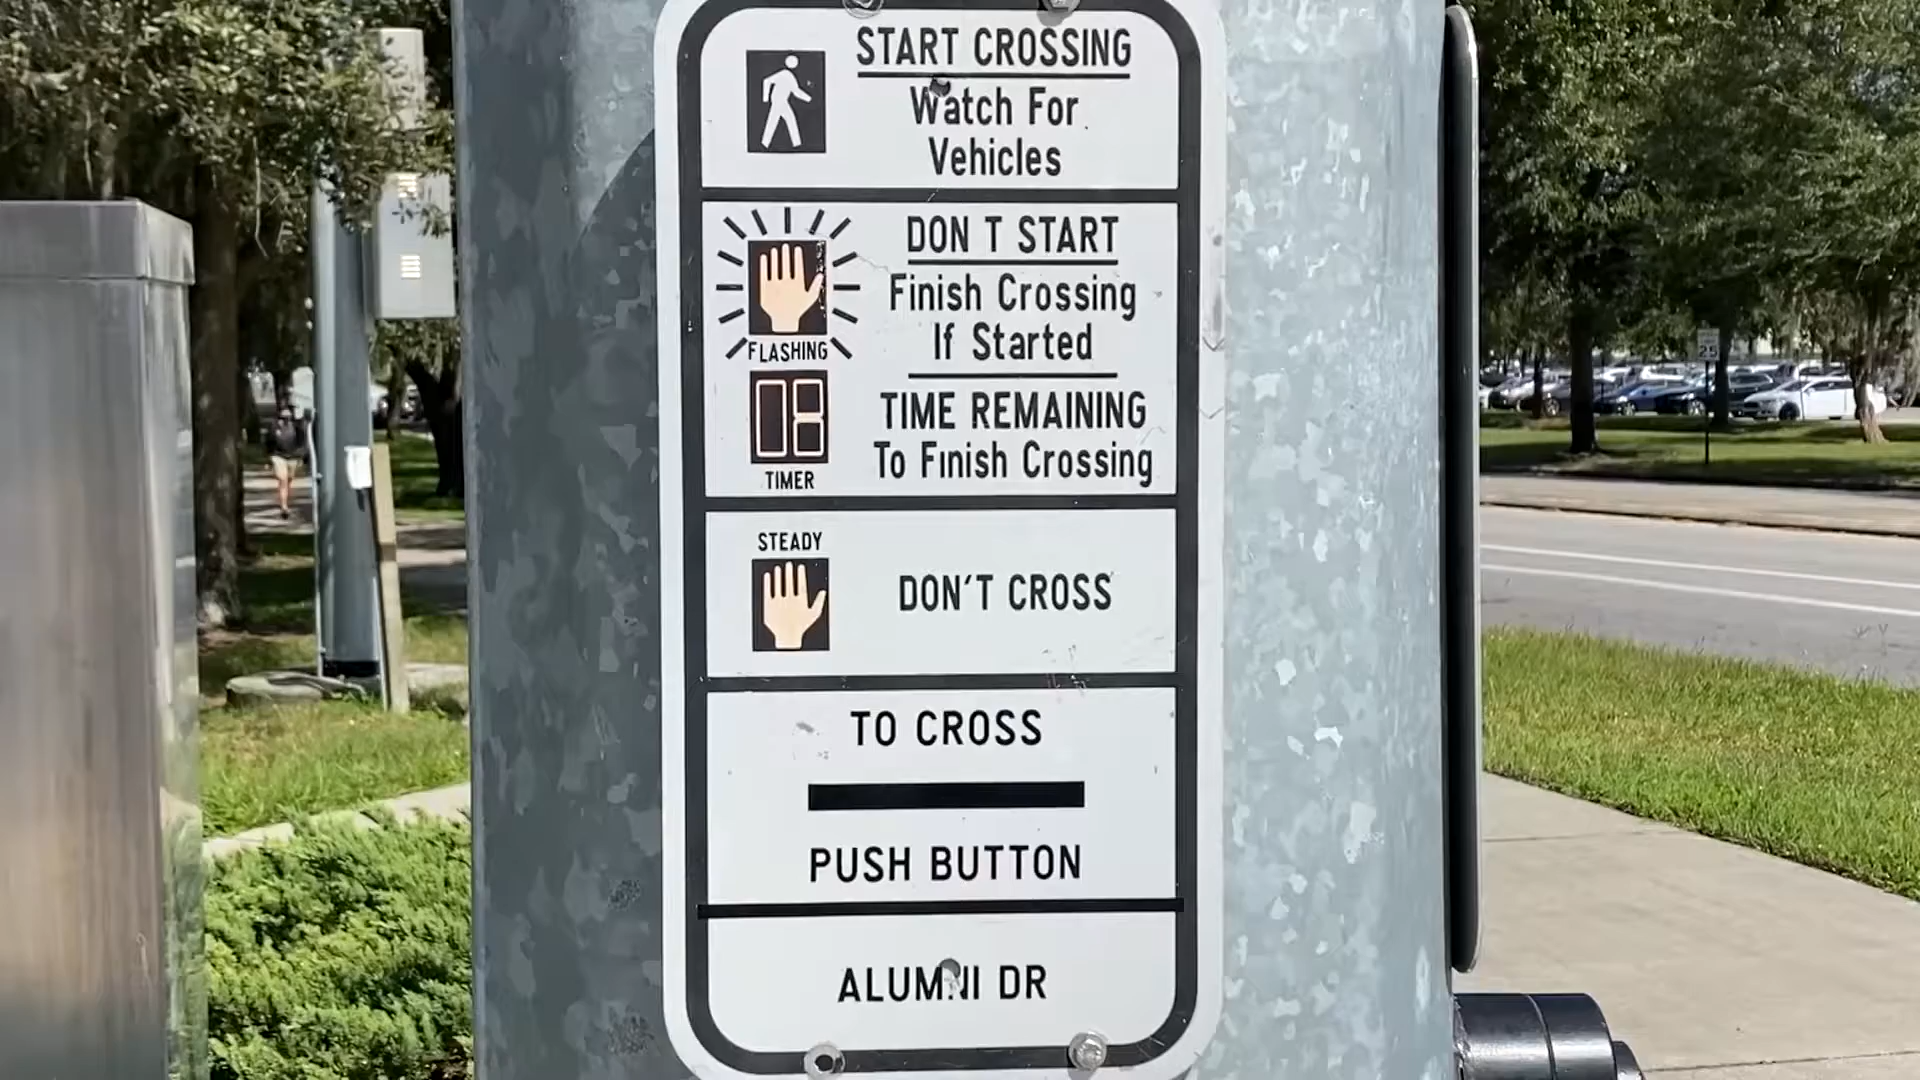 START CROSSING
Watch For
Vehicles
DON T START
Finish Crossing
If Started
FLASHING
TIME REMAINING
To Finish Crossing
TIMER
STEADY
DON'T CROSS
TO CROSS
PUSH BUTTON
ALUMNI DR
25